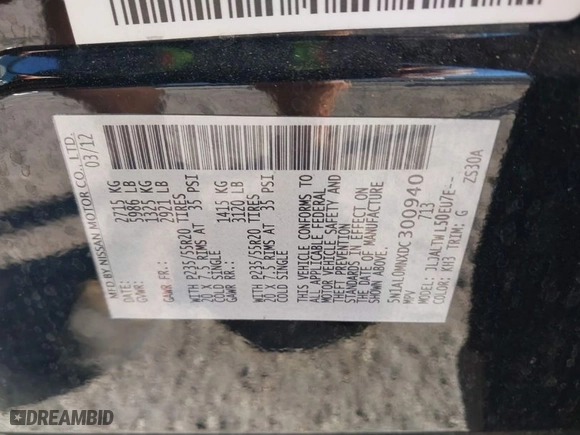 MFD BY NISSAN MOTOR CO., LTD.
03/12
GVWR: 2715 KG
5986 LB
GAWR FR: 1325 KG
2921 LB
WITH P235/55R20 TIRES
20 X 7.5 RIMS AT 35 PSI
COLD SINGLE
GAWR RR: 1415 KG
3120 LB
WITH P235/55R20 TIRES
20 X 7.5 RIMS AT 35 PSI
COLD SINGLE
THIS VEHICLE CONFORMS TO
ALL APPLICABLE FEDERAL
MOTOR VEHICLE SAFETY AND
THEFT PREVENTION
STANDARDS IN EFFECT ON
THE DATE OF MANUFACTURE
SHOWN ABOVE.
5N1AL0MNXDC300940
MPV 713
MODEL: JLJALTWL50EU7E--
COLOR: KH3 TRIM: G ZS30A
DREAMBID